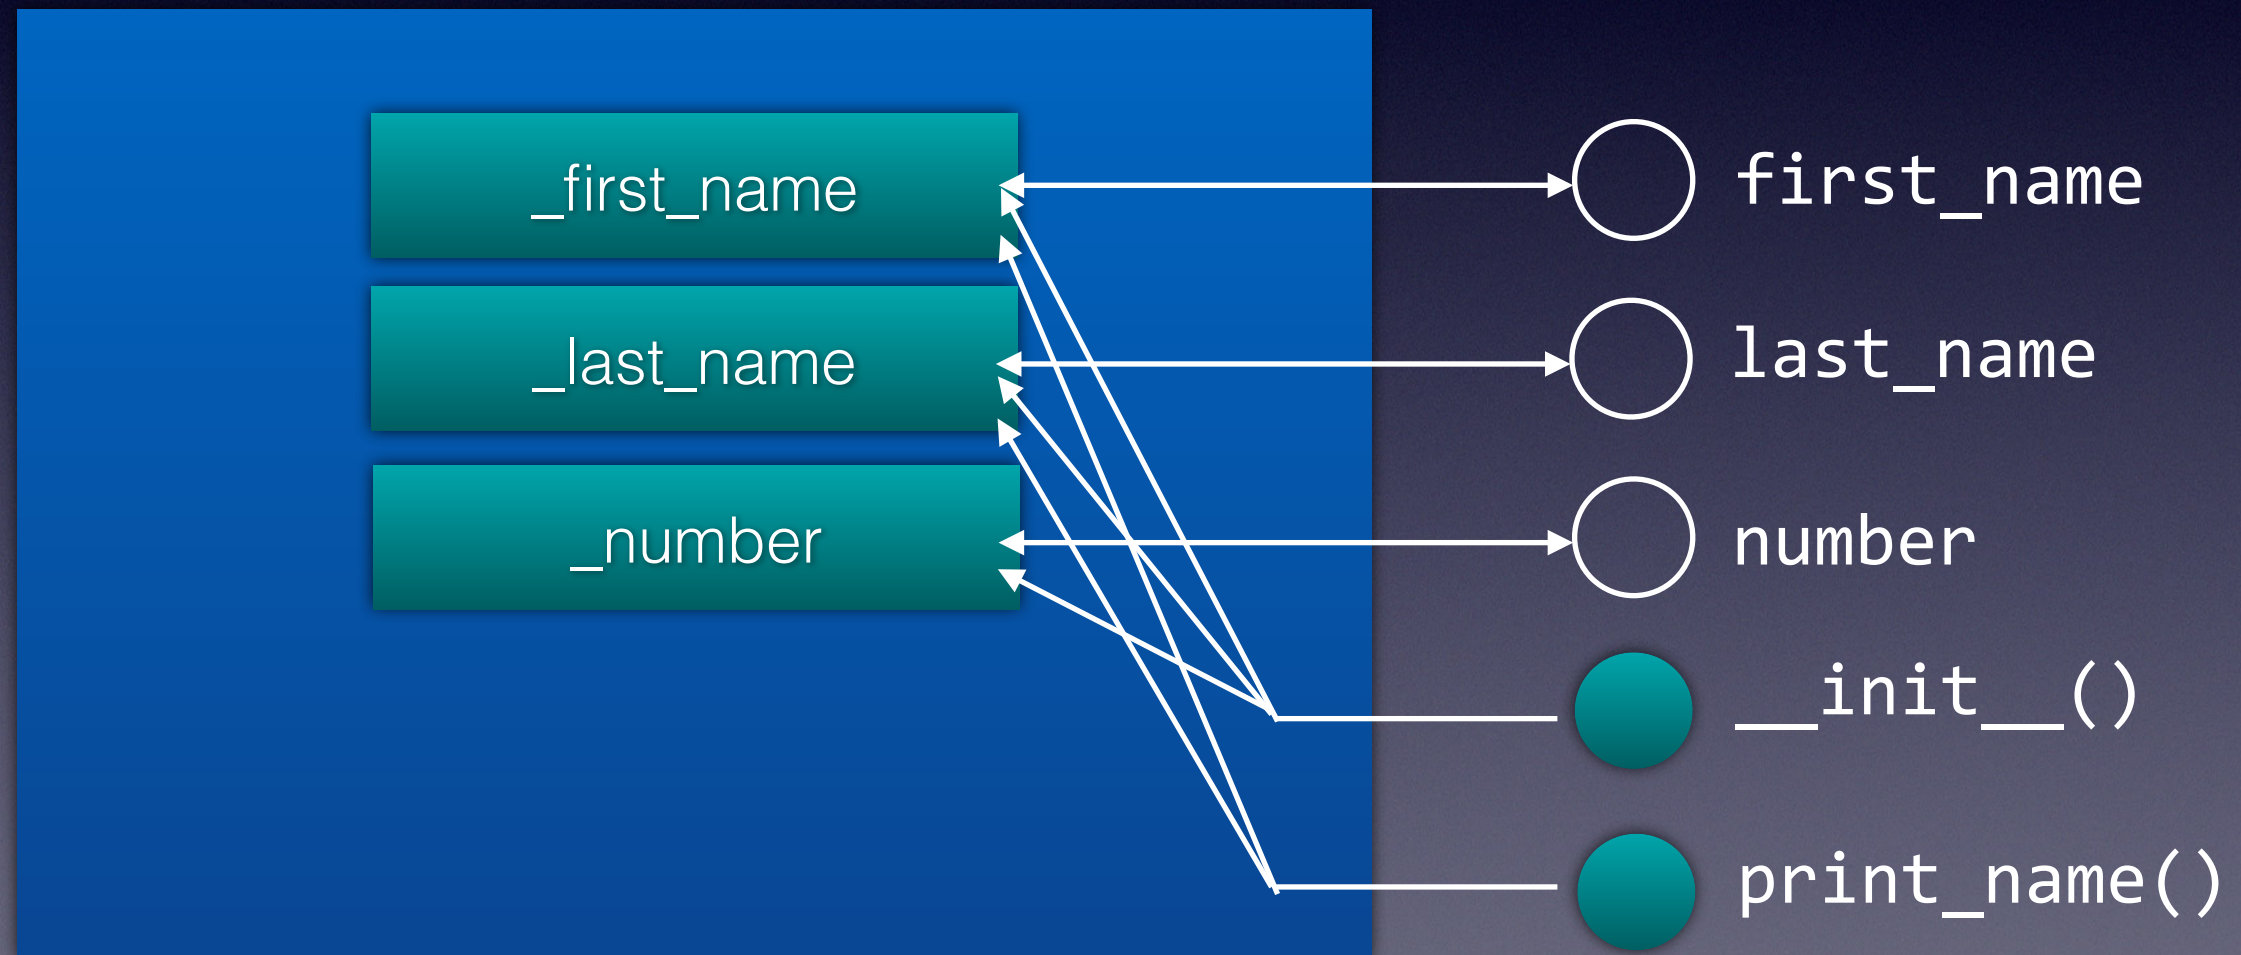 _first_name
_last_name
_number
first_name
last_name
number
__init__()
print_name()